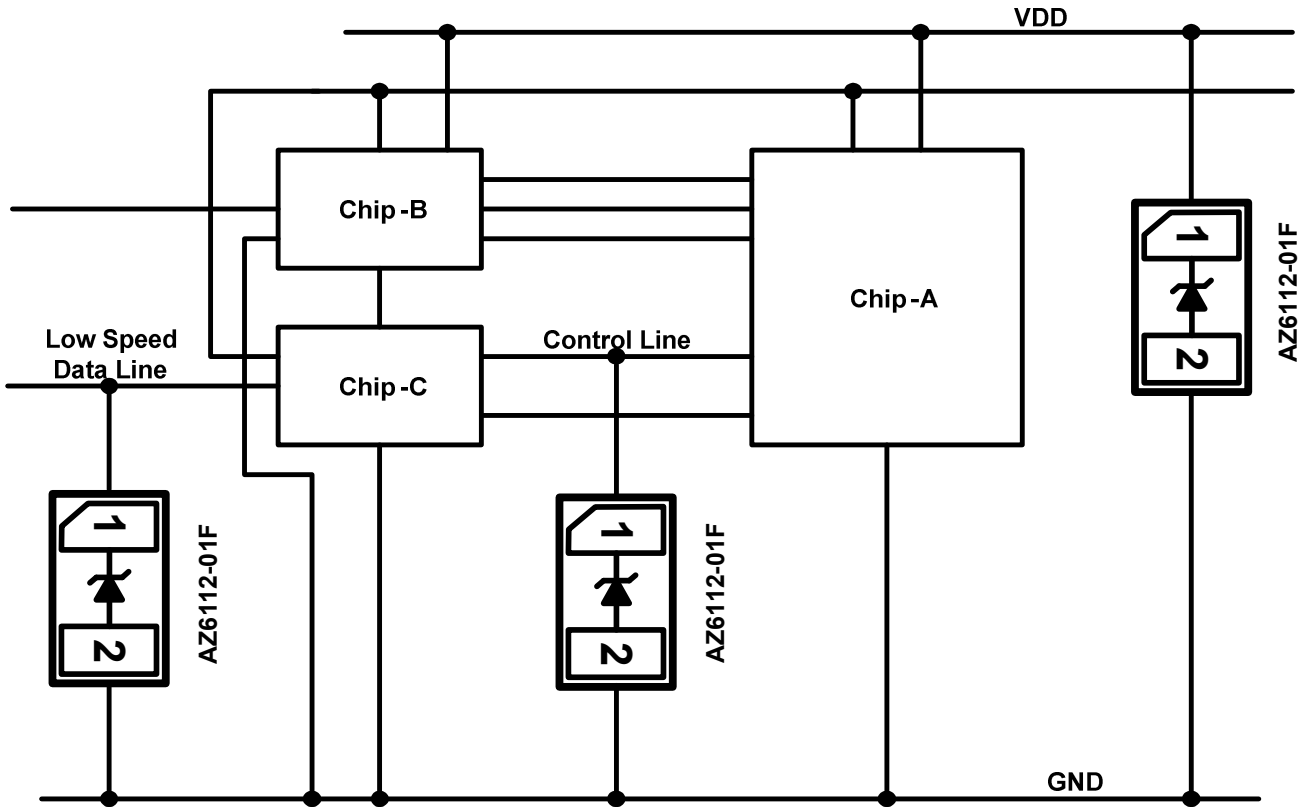 VDD
Chip-B
Chip-A
1
2
AZ6112-01F
Low Speed
Data Line
Control Line
Chip-C
1
2
AZ6112-01F
1
2
AZ6112-01F
GND